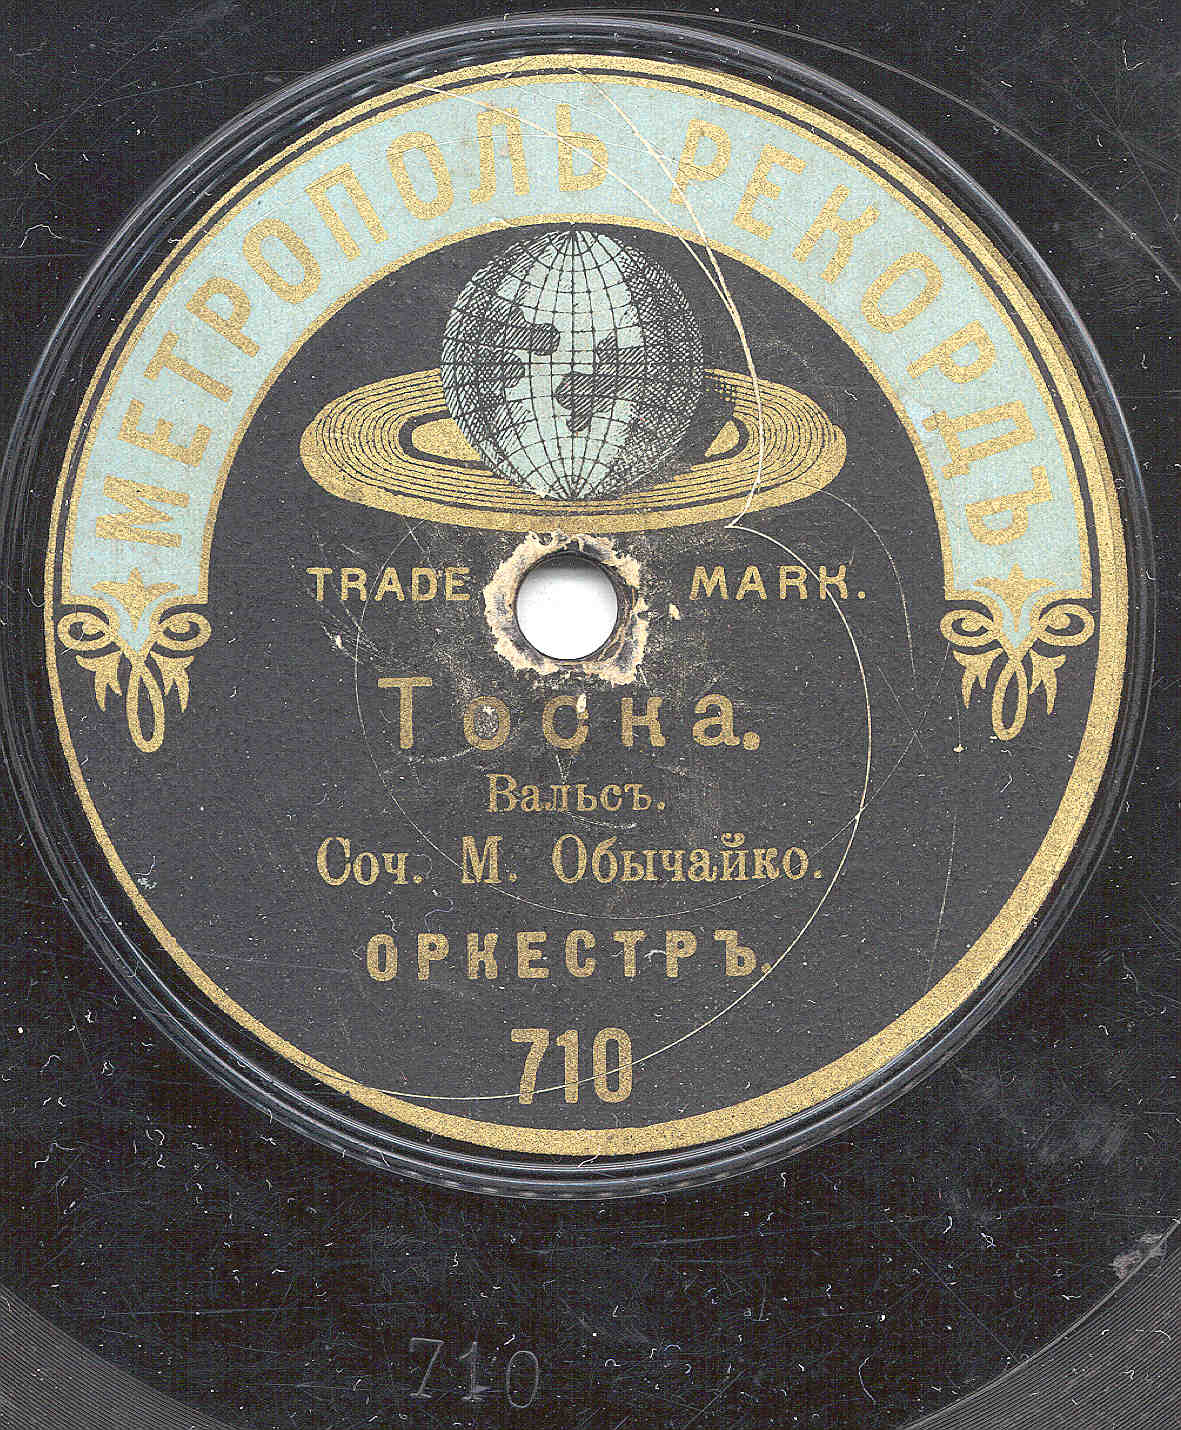 МЕТРОПОЛЬ РЕКОРДЪ
TRADE MARK.
Тоска.
Вальсъ.
Соч. М. Обычайко.
ОРКЕСТРЪ.
710
710